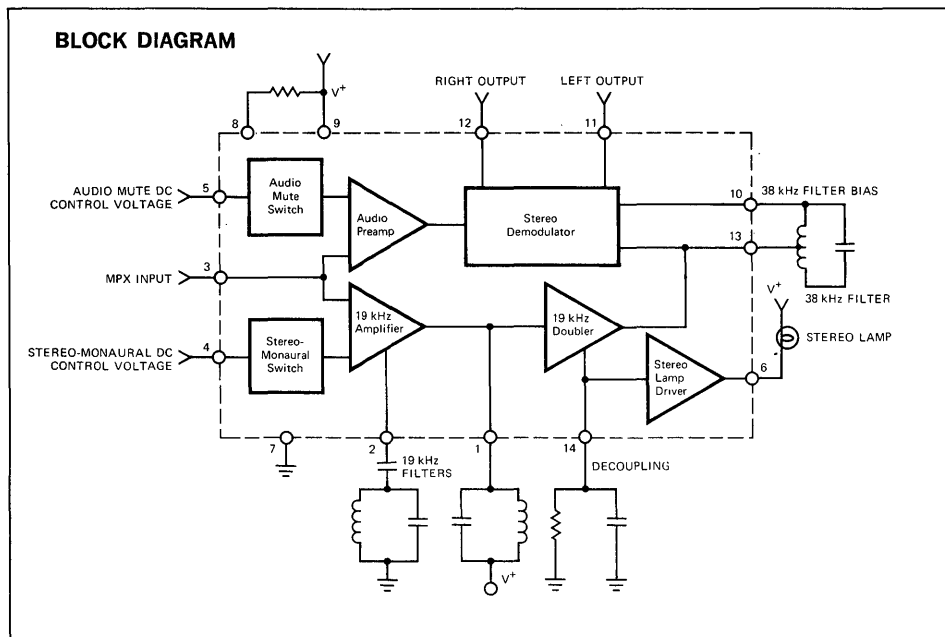 BLOCK DIAGRAM
RIGHT OUTPUT
LEFT OUTPUT
V+
8
9
12
11
AUDIO MUTE DC
CONTROL VOLTAGE
5
Audio
Mute
Switch
Audio
Preamp
Stereo
Demodulator
10
38 kHz FILTER BIAS
13
MPX INPUT
3
38 kHz FILTER
19 kHz
Amplifier
19 kHz
Doubler
V+
STEREO LAMP
STEREO-MONAURAL DC
CONTROL VOLTAGE
4
Stereo-
Monaural
Switch
Stereo
Lamp
Driver
6
7
2
1
14
19 kHz
FILTERS
DECOUPLING
V+